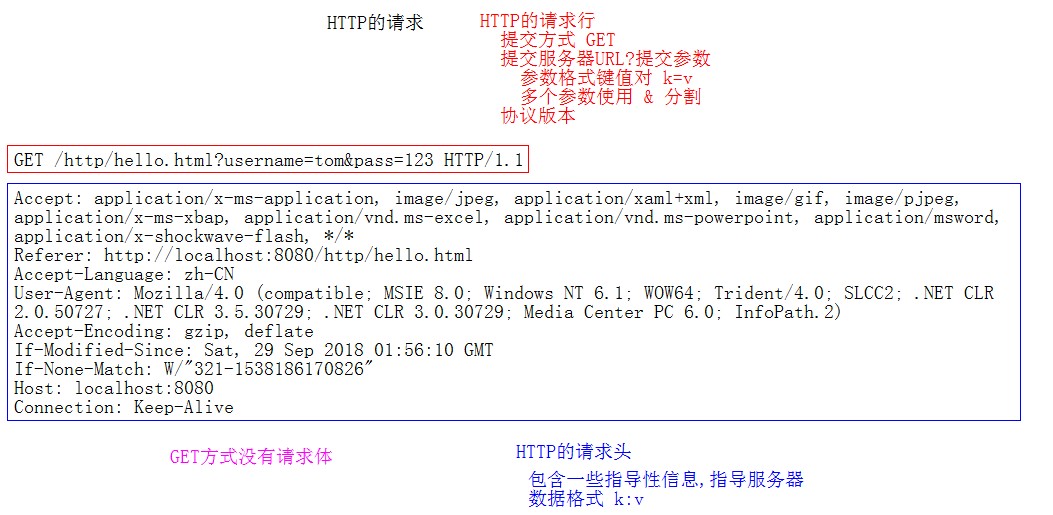 HTTP的请求
HTTP的请求行
提交方式 GET
提交服务器URL?提交参数
参数格式键值对 k=v
多个参数使用 & 分割
协议版本
GET /http/hello.html?username=tom&pass=123 HTTP/1.1
Accept: application/x-ms-application, image/jpeg, application/xaml+xml, image/gif, image/pjpeg,
application/x-ms-xbap, application/vnd.ms-excel, application/vnd.ms-powerpoint, application/msword,
application/x-shockwave-flash, */*
Referer: http://localhost:8080/http/hello.html
Accept-Language: zh-CN
User-Agent: Mozilla/4.0 (compatible; MSIE 8.0; Windows NT 6.1; WOW64; Trident/4.0; SLCC2; .NET CLR
2.0.50727; .NET CLR 3.5.30729; .NET CLR 3.0.30729; Media Center PC 6.0; InfoPath.2)
Accept-Encoding: gzip, deflate
If-Modified-Since: Sat, 29 Sep 2018 01:56:10 GMT
If-None-Match: W/"321-1538186170826"
Host: localhost:8080
Connection: Keep-Alive
GET方式没有请求体
HTTP的请求头
包含一些指导性信息,指导服务器
数据格式 k:v